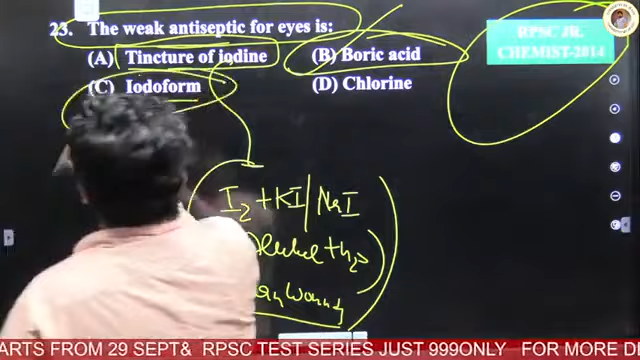 23. The weak antiseptic for eyes is:
(A) Tincture of iodine (B) Boric acid
(C) Iodoform (D) Chlorine
RPSC JR.
CHEMIST-2014
I2 + KI/NaI
ARTS FROM 29 SEPT& RPSC TEST SERIES JUST 999ONLY FOR MORE DE